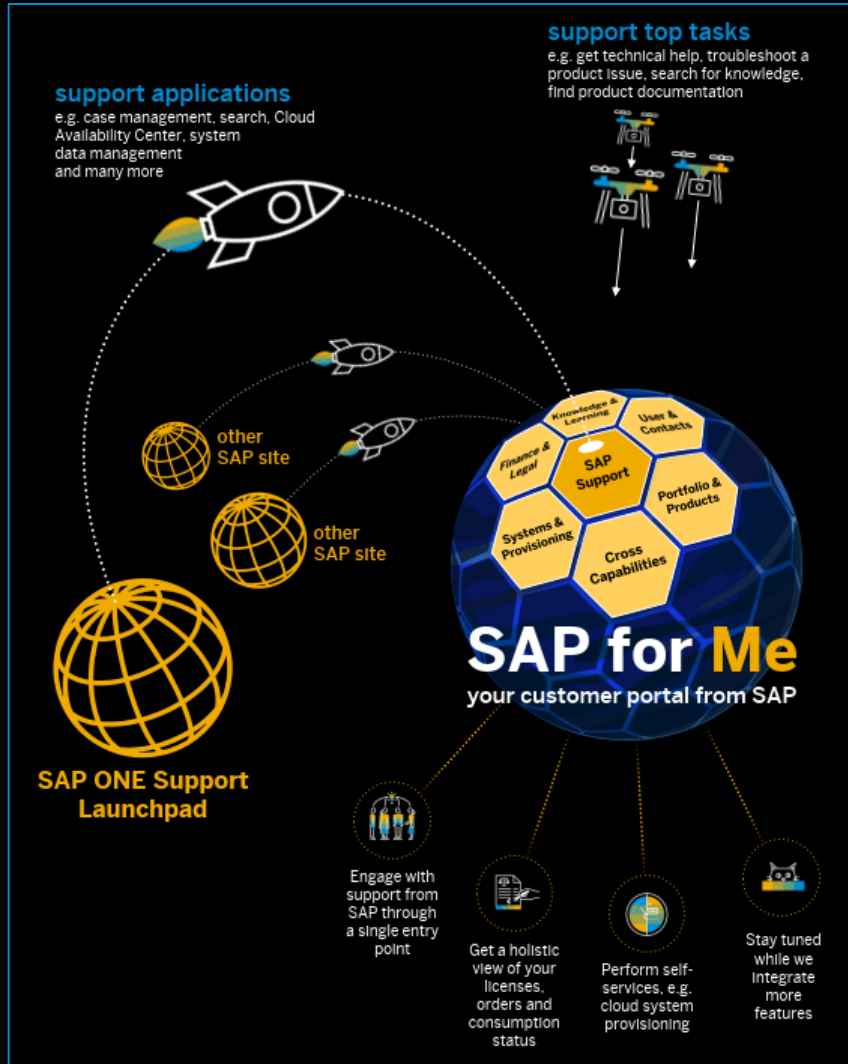 support top tasks
e.g. get technical help, troubleshoot a
product issue, search for knowledge,
find product documentation
support applications
e.g. case management, search, Cloud
Availability Center, system
data management
and many more
other
SAP site
other
SAP site
Knowledge &
Learning
User &
Contacts
Finance &
Legal
SAP
Support
Portfolio &
Products
Systems &
Provisioning
Cross
Capabilities
SAP for Me
your customer portal from SAP
SAP ONE Support
Launchpad
Engage with
support from
SAP through
a single entry
point
Get a holistic
view of your
licenses,
orders and
consumption
status
Perform self-
services, e.g.
cloud system
provisioning
Stay tuned
while we
integrate
more
features